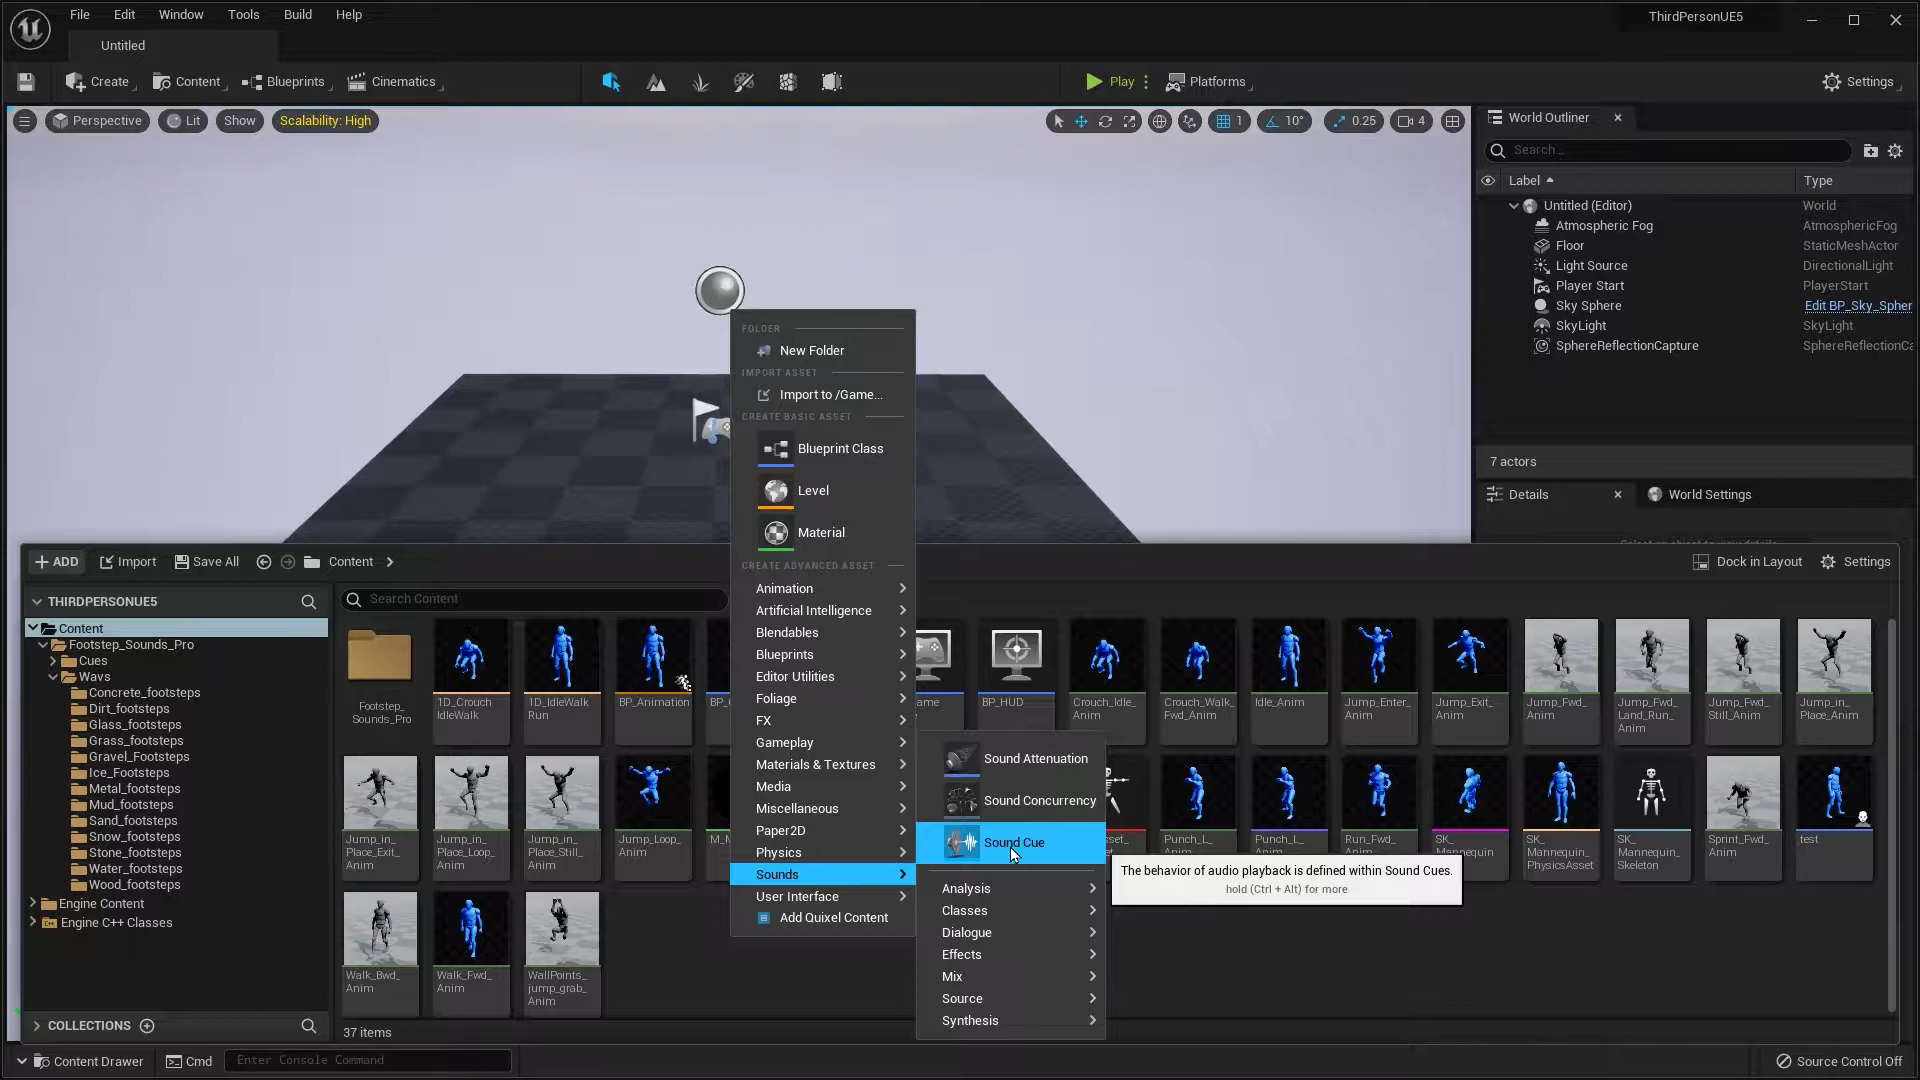 File Edit Window Tools Build Help
ThirdPersonUE5
Untitled
Create Content Blueprints Cinematics Play Platforms Settings
Perspective Lit Show Scalability: High 1 10° 0.25 4
World Outliner
Search...
Label Type
Untitled (Editor) World
Atmospheric Fog AtmosphericFog
Floor StaticMeshActor
Light Source DirectionalLight
Player Start PlayerStart
Sky Sphere Edit BP_Sky_Spher
SkyLight SkyLight
SphereReflectionCapture SphereReflectionCa
7 actors
Details World Settings
FOLDER
New Folder
IMPORT ASSET
Import to /Game...
CREATE BASIC ASSET
Blueprint Class
Level
Material
CREATE ADVANCED ASSET
Animation
Artificial Intelligence
Blendables
Blueprints
Editor Utilities
Foliage
FX
Gameplay
Materials & Textures
Media
Miscellaneous
Paper2D
Physics
Sounds
User Interface
Add Quixel Content
Sound Attenuation
Sound Concurrency
Sound Cue
Analysis
Classes
Dialogue
Effects
Mix
Source
Synthesis
The behavior of audio playback is defined within Sound Cues.
hold (Ctrl + Alt) for more
ADD Import Save All Content
Dock in Layout Settings
THIRDPERSONUE5
Content
Footstep_Sounds_Pro
Cues
Wavs
Concrete_footsteps
Dirt_footsteps
Glass_footsteps
Grass_footsteps
Gravel_Footsteps
Ice_Footsteps
Metal_footsteps
Mud_footsteps
Sand_footsteps
Snow_footsteps
Stone_footsteps
Water_footsteps
Wood_footsteps
Engine Content
Engine C++ Classes
COLLECTIONS
Search Content
Footstep_
Sounds_Pro
1D_Crouch_
IdleWalk
1D_IdleWalk
Run
BP_Animation
BP_HUD
Crouch_Idle_
Anim
Crouch_Walk_
Fwd_Anim
Idle_Anim
Jump_Enter_
Anim
Jump_Exit_
Anim
Jump_Fwd_
Anim
Jump_Fwd_
Land_Run_
Anim
Jump_Fwd_
Still_Anim
Jump_in_
Place_Anim
Jump_in_
Place_Exit_
Anim
Jump_in_
Place_Loop_
Anim
Jump_in_
Place_Still_
Anim
Jump_Loop_
Anim
Punch_L_
Anim
Punch_L_
Anim
Run_Fwd_
Anim
SK_
Mannequin
SK_
Mannequin_
PhysicsAsset
SK_
Mannequin_
Skeleton
Sprint_Fwd_
Anim
test
Walk_Bwd_
Anim
Walk_Fwd_
Anim
WallPoints_
jump_grab_
Anim
37 items
Content Drawer Cmd Enter Console Command
Source Control Off